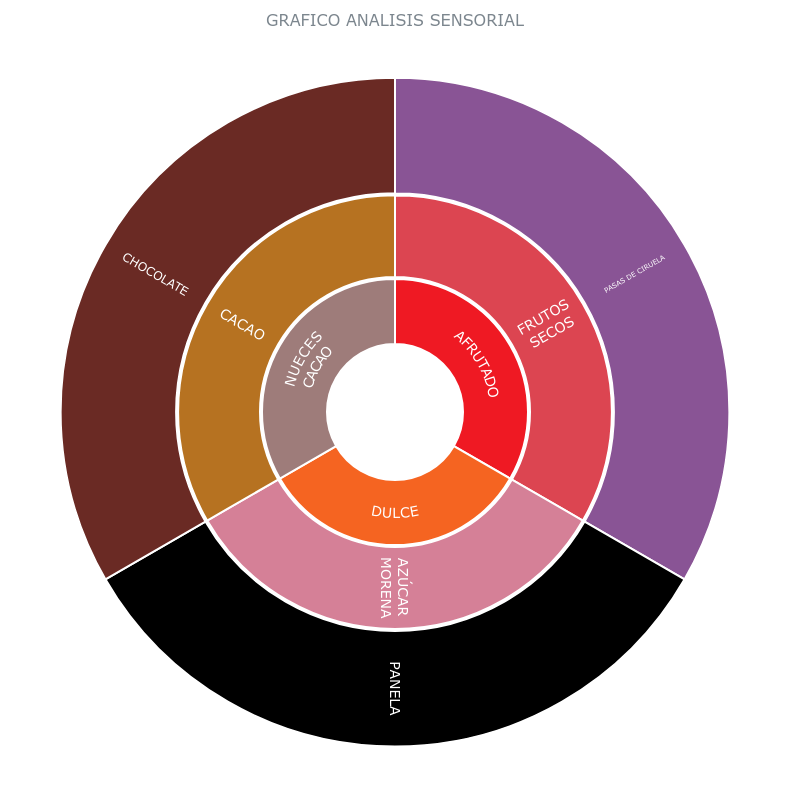 GRAFICO ANALISIS SENSORIAL
CHOCOLATE
PASAS DE CIRUELA
CACAO
FRUTOS
SECOS
NUECES
CACAO
AFRUTADO
DULCE
AZÚCAR
MORENA
PANELA